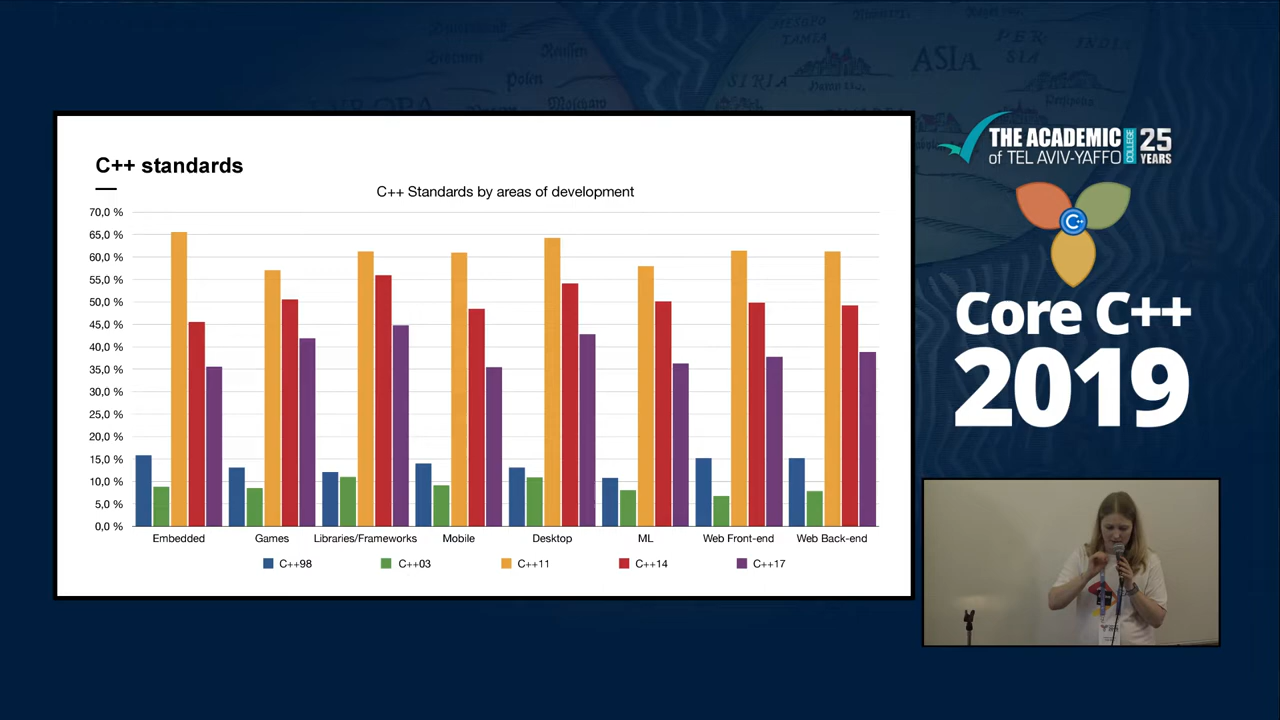 ASIA
SIRIA
Polen
Reussen
C++ standards
C++ Standards by areas of development
70,0 %
65,0 %
60,0 %
55,0 %
50,0 %
45,0 %
40,0 %
35,0 %
30,0 %
25,0 %
20,0 %
15,0 %
10,0 %
5,0 %
0,0 %
Embedded Games Libraries/Frameworks Mobile Desktop ML Web Front-end Web Back-end
C++98 C++03 C++11 C++14 C++17
THE ACADEMIC
of TEL AVIV-YAFFO
COLLEGE
25
YEARS
C++
Core C++
2019